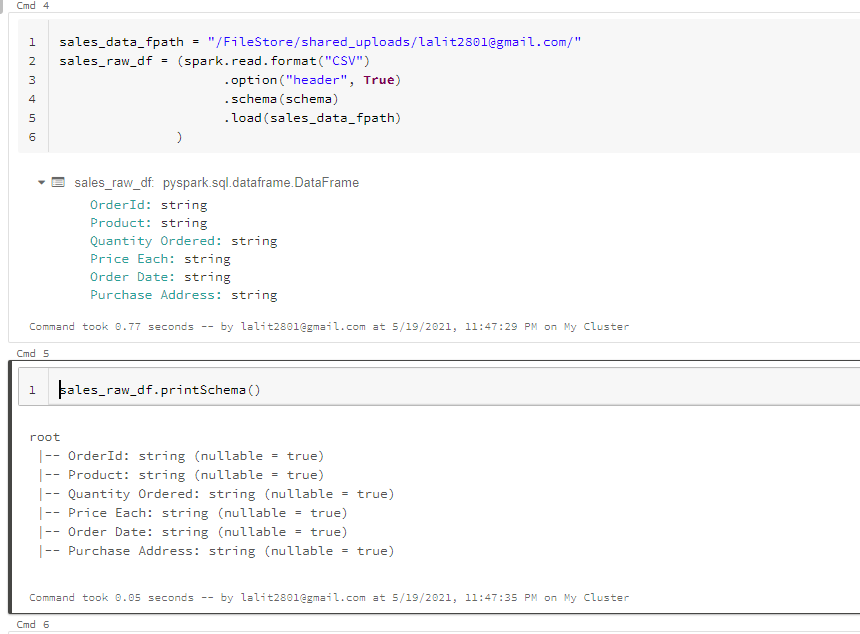 Cmd 4
1 sales_data_fpath = "/FileStore/shared_uploads/lalit2801@gmail.com/"
2 sales_raw_df = (spark.read.format("CSV")
3 .option("header", True)
4 .schema(schema)
5 .load(sales_data_fpath)
6 )
sales_raw_df: pyspark.sql.dataframe.DataFrame
OrderId: string
Product: string
Quantity Ordered: string
Price Each: string
Order Date: string
Purchase Address: string
Command took 0.77 seconds -- by lalit2801@gmail.com at 5/19/2021, 11:47:29 PM on My Cluster
Cmd 5
1 sales_raw_df.printSchema()
root
|-- OrderId: string (nullable = true)
|-- Product: string (nullable = true)
|-- Quantity Ordered: string (nullable = true)
|-- Price Each: string (nullable = true)
|-- Order Date: string (nullable = true)
|-- Purchase Address: string (nullable = true)
Command took 0.05 seconds -- by lalit2801@gmail.com at 5/19/2021, 11:47:35 PM on My Cluster
Cmd 6